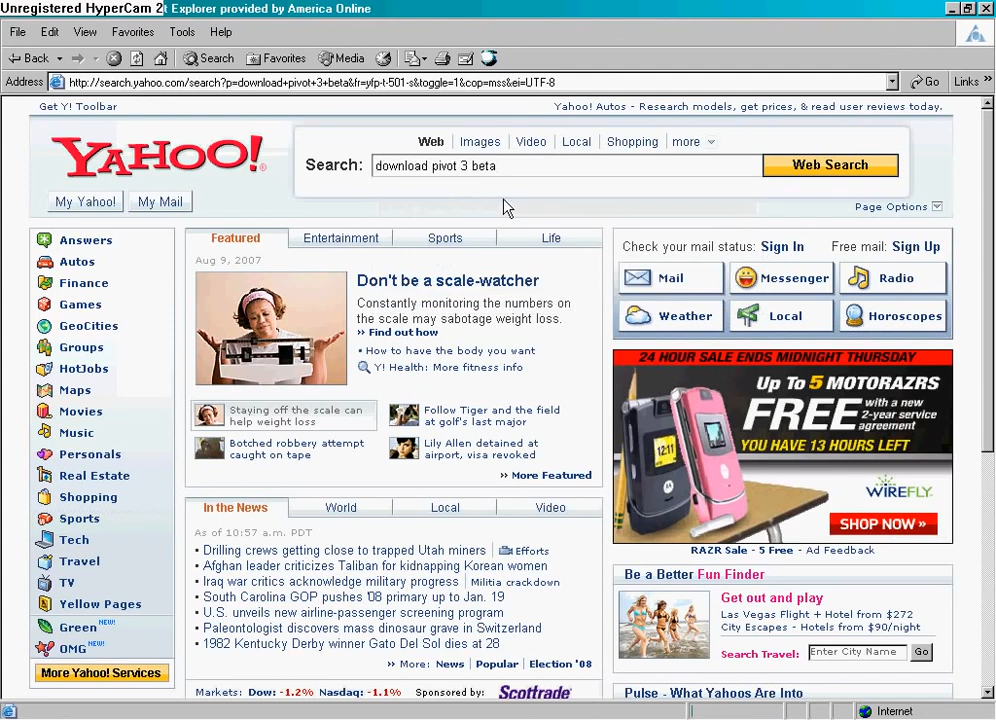 Unregistered HyperCam 2
t Explorer provided by America Online
File Edit View Favorites Tools Help
Back Search Favorites Media
Address http://search.yahoo.com/search?p=download+pivot+3+beta&fr=yfp-t-501-s&toggle=1&cop=mss&ei=UTF-8 Go Links »
Get Y! Toolbar
Yahoo! Autos - Research models, get prices, & read user reviews today.
YAHOO!
Web Images Video Local Shopping more
Search: download pivot 3 beta Web Search
My Yahoo! My Mail
Page Options
Answers
Autos
Finance
Games
GeoCities
Groups
HotJobs
Maps
Movies
Music
Personals
Real Estate
Shopping
Sports
Tech
Travel
TV
Yellow Pages
Green NEW!
OMG NEW!
More Yahoo! Services
Featured Entertainment Sports Life
Aug 9, 2007
Don't be a scale-watcher
Constantly monitoring the numbers on
the scale may sabotage weight loss.
›› Find out how
• How to have the body you want
Y! Health: More fitness info
Staying off the scale can
help weight loss
Follow Tiger and the field
at golf's last major
Botched robbery attempt
caught on tape
Lily Allen detained at
airport, visa revoked
›› More Featured
In the News World Local Video
As of 10:57 a.m. PDT
• Drilling crews getting close to trapped Utah miners | Efforts
• Afghan leader criticizes Taliban for kidnapping Korean women
• Iraq war critics acknowledge military progress | Militia crackdown
• South Carolina GOP pushes '08 primary up to Jan. 19
• U.S. unveils new airline-passenger screening program
• Paleontologist discovers mass dinosaur grave in Switzerland
• 1982 Kentucky Derby winner Gato Del Sol dies at 28
›› More: News | Popular | Election '08
Markets: Dow: -1.2% Nasdaq: -1.1% Sponsored by: Scottrade
Check your mail status: Sign In Free mail: Sign Up
Mail Messenger Radio
Weather Local Horoscopes
24 HOUR SALE ENDS MIDNIGHT THURSDAY
Up To 5 MOTORAZRS
FREE with a new
2-year service
agreement
YOU HAVE 13 HOURS LEFT
12:11
WIREFLY
SHOP NOW »
RAZR Sale - 5 Free - Ad Feedback
Be a Better Fun Finder
Get out and play
Las Vegas Flight + Hotel from $272
City Escapes - Hotels from $90/night
Search Travel: Enter City Name Go
Pulse - What Yahoos Are Into
Internet